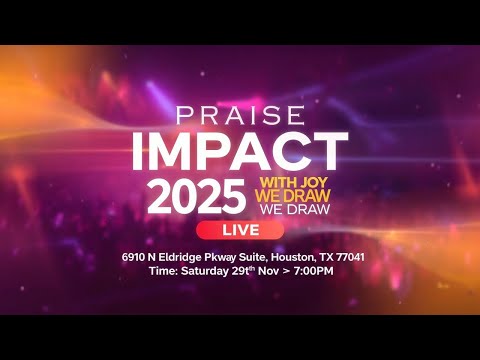 PRAISE
IMPACT
2025
WITH JOY
WE DRAW
WE DRAW
LIVE
6910 N Eldridge Pkway Suite, Houston, TX 77041
Time: Saturday 29th Nov > 7:00PM